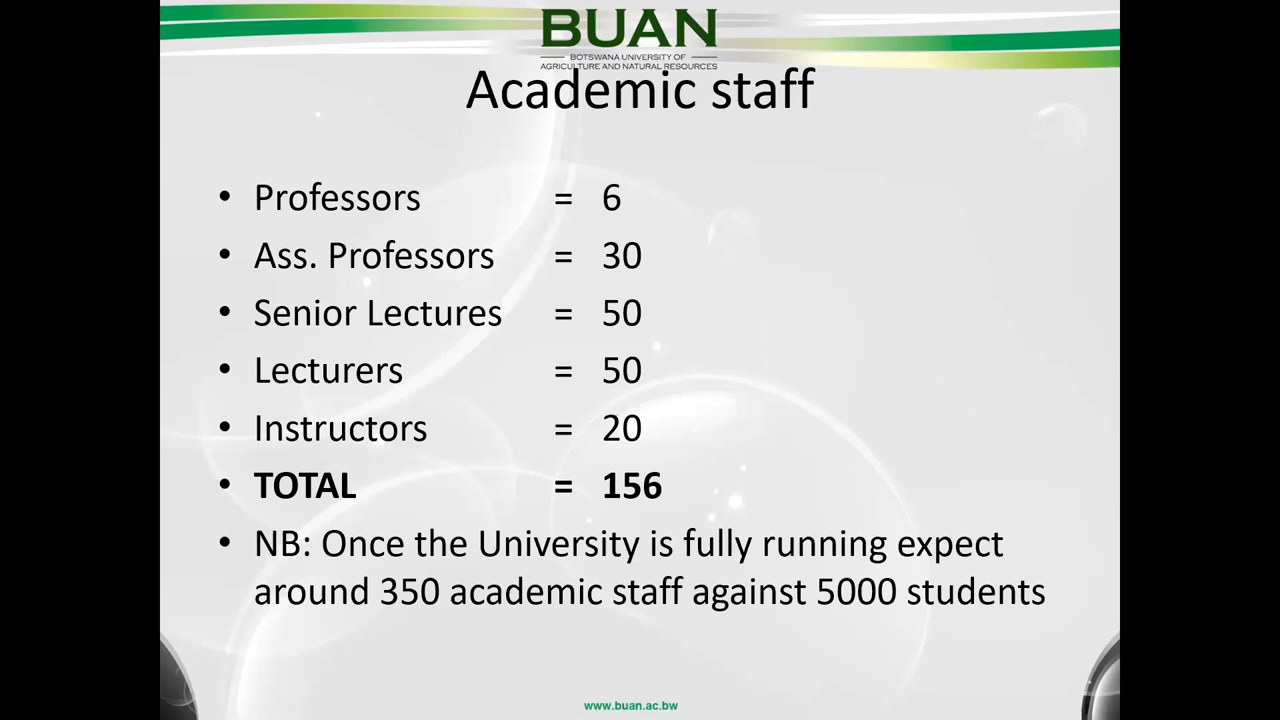 BUAN
BOTSWANA UNIVERSITY OF
AGRICULTURE AND NATURAL RESOURCES
Academic staff
• Professors = 6
• Ass. Professors = 30
• Senior Lectures = 50
• Lecturers = 50
• Instructors = 20
• TOTAL = 156
• NB: Once the University is fully running expect
around 350 academic staff against 5000 students
www.buan.ac.bw